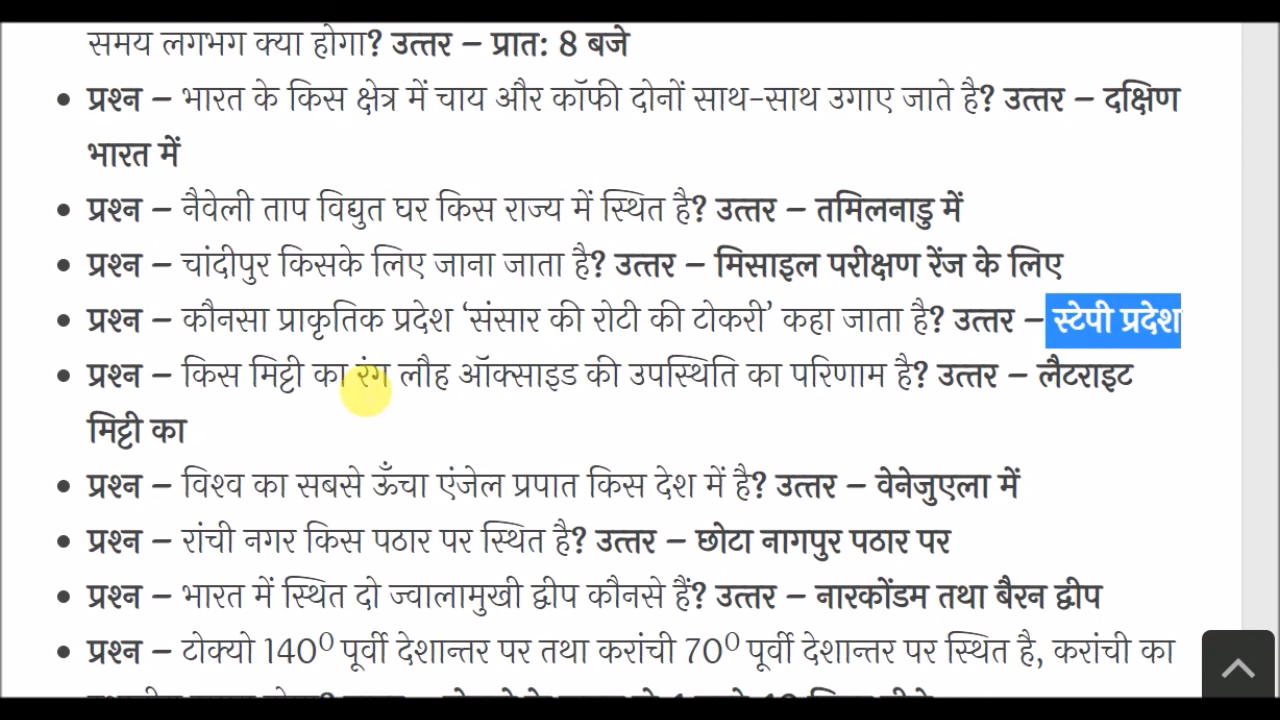 समय लगभग क्या होगा? उत्तर – प्रात: 8 बजे
प्रश्न – भारत के किस क्षेत्र में चाय और कॉफी दोनों साथ-साथ उगाए जाते है? उत्तर – दक्षिण
भारत में
प्रश्न – नैवेली ताप विद्युत घर किस राज्य में स्थित है? उत्तर – तमिलनाडु में
प्रश्न – चांदीपुर किसके लिए जाना जाता है? उत्तर – मिसाइल परीक्षण रेंज के लिए
प्रश्न – कौनसा प्राकृतिक प्रदेश ‘संसार की रोटी की टोकरी’ कहा जाता है? उत्तर – स्टेपी प्रदेश
प्रश्न – किस मिट्टी का रंग लौह ऑक्साइड की उपस्थिति का परिणाम है? उत्तर – लैटराइट
मिट्टी का
प्रश्न – विश्व का सबसे ऊँचा एंजेल प्रपात किस देश में है? उत्तर – वेनेजुएला में
प्रश्न – रांची नगर किस पठार पर स्थित है? उत्तर – छोटा नागपुर पठार पर
प्रश्न – भारत में स्थित दो ज्वालामुखी द्वीप कौनसे हैं? उत्तर – नारकोंडम तथा बैरन द्वीप
प्रश्न – टोक्यो 140⁰ पूर्वी देशान्तर पर तथा करांची 70⁰ पूर्वी देशान्तर पर स्थित है, करांची का